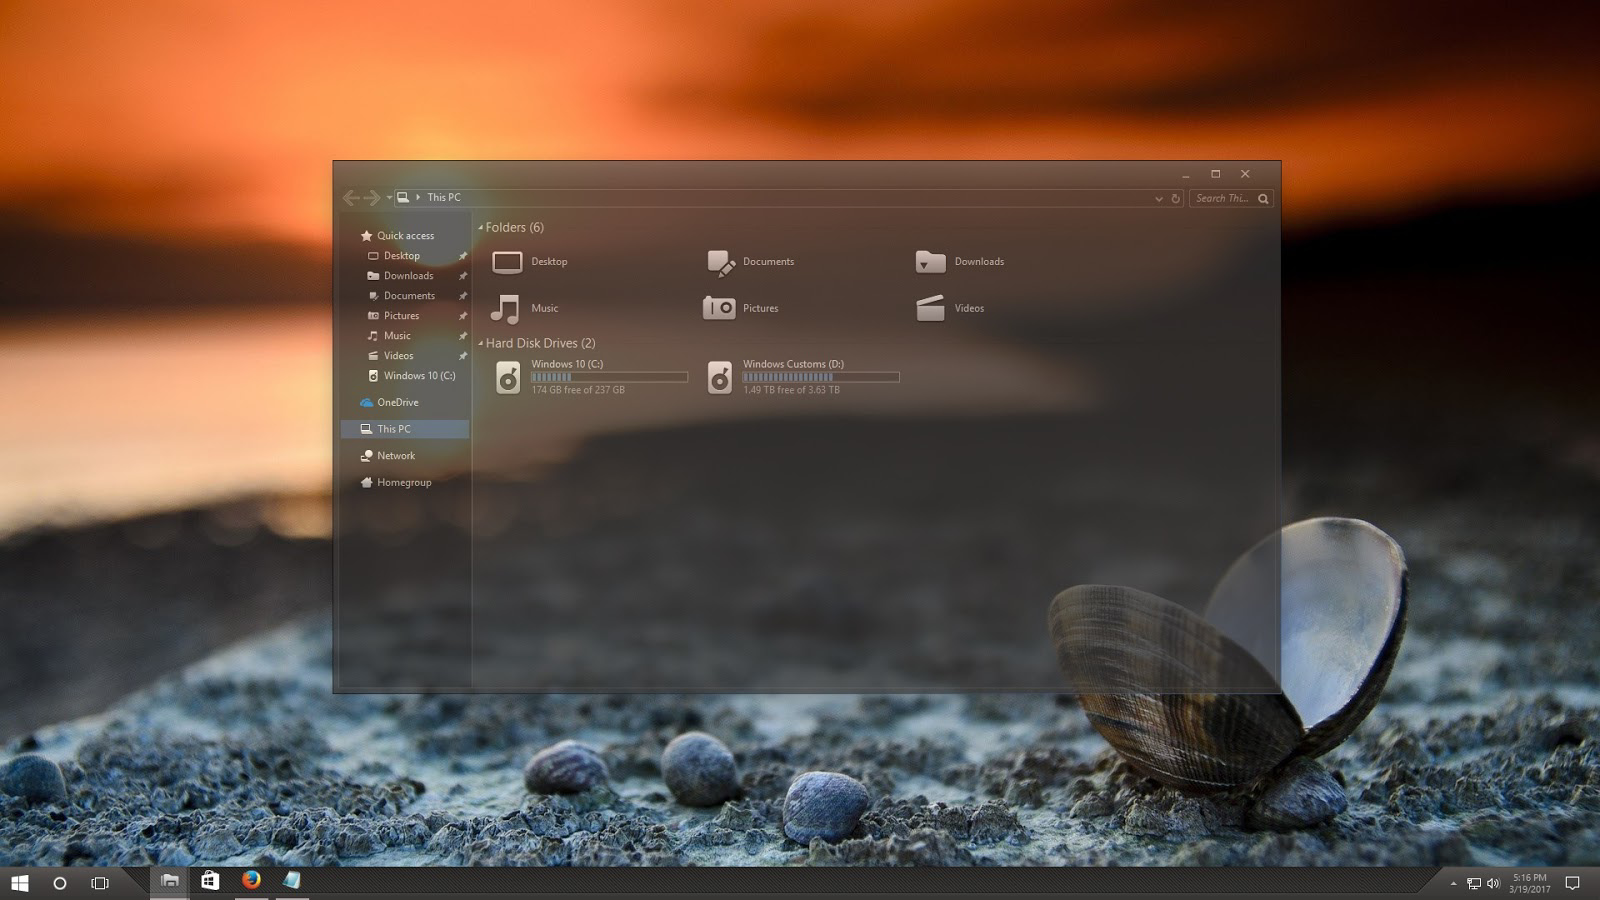 This PC
Search Thi...
Quick access
Desktop
Downloads
Documents
Pictures
Music
Videos
Windows 10 (C:)
OneDrive
This PC
Network
Homegroup
Folders (6)
Desktop
Documents
Downloads
Music
Pictures
Videos
Hard Disk Drives (2)
Windows 10 (C:)
174 GB free of 237 GB
Windows Customs (D:)
1.49 TB free of 3.63 TB
5:16 PM
3/19/2017